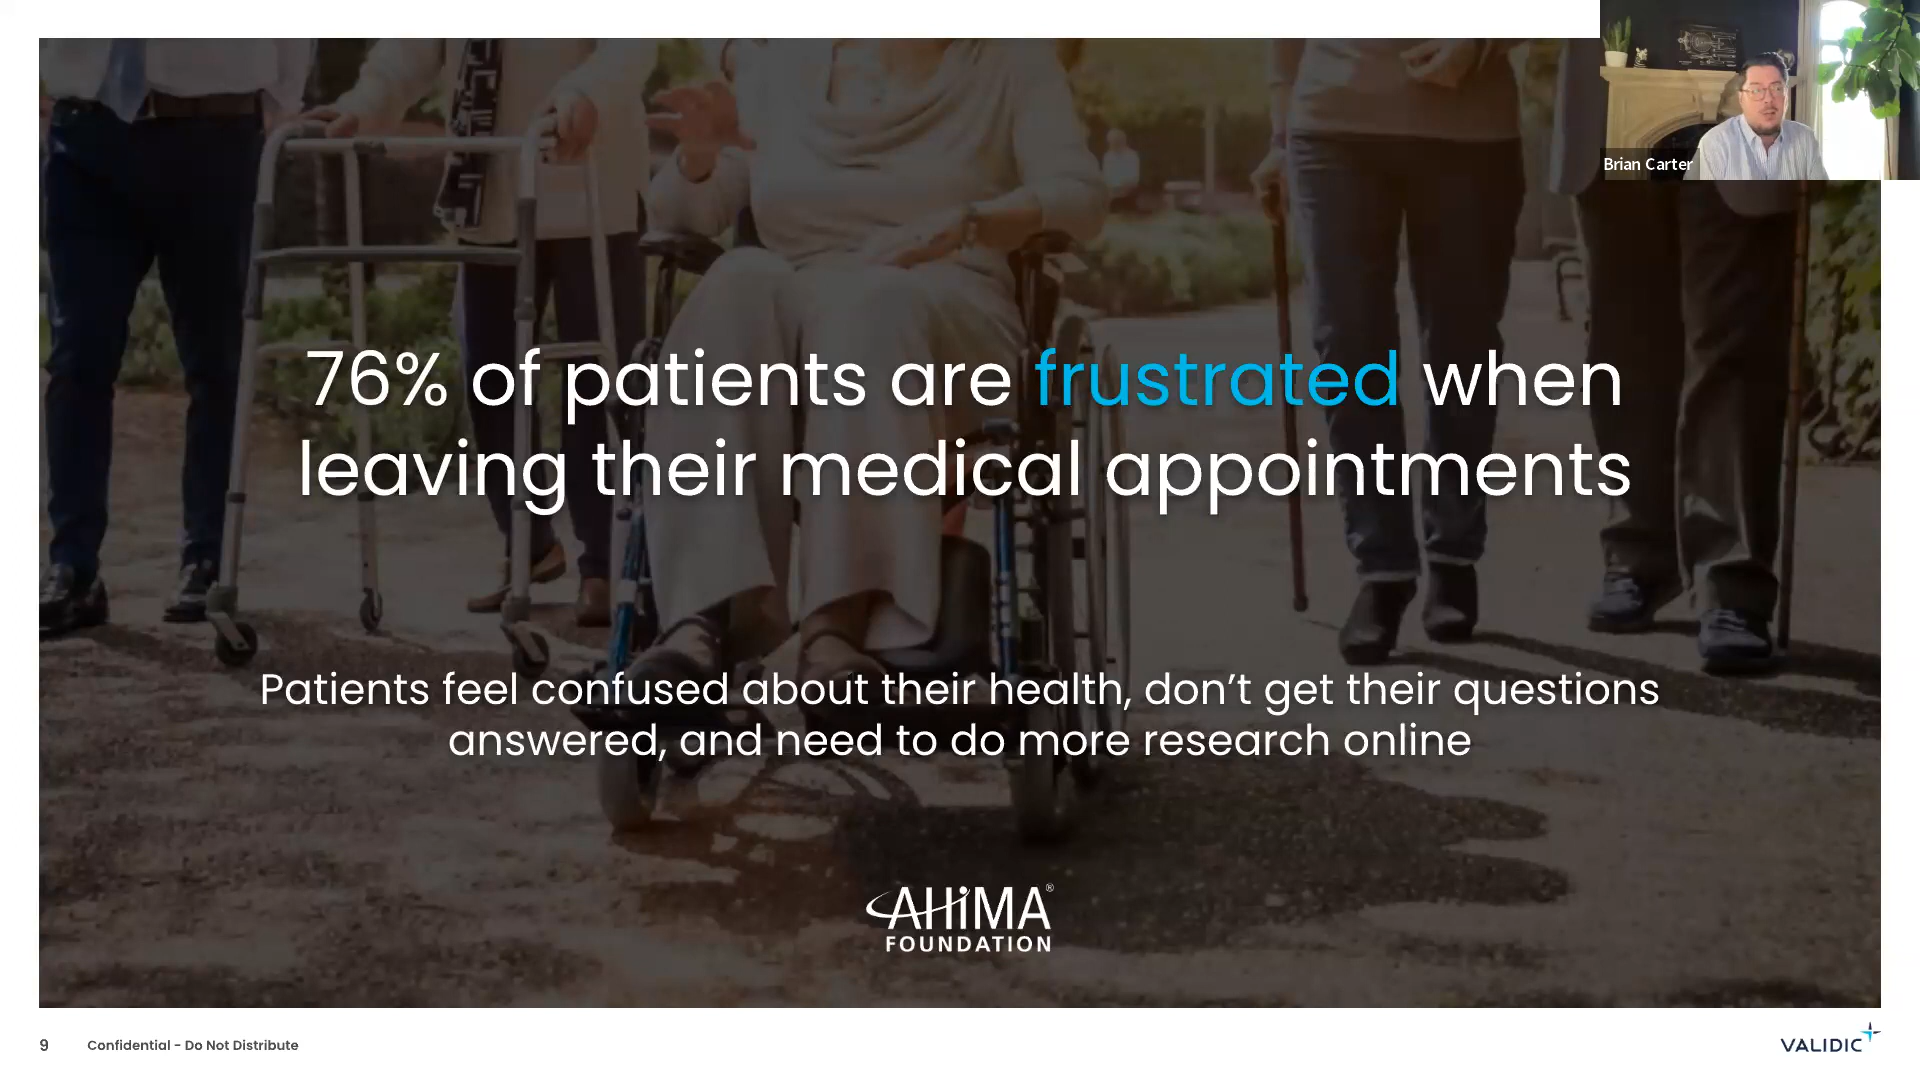 Brian Carter
76% of patients are frustrated when
leaving their medical appointments
Patients feel confused about their health, don’t get their questions
answered, and need to do more research online
AHiMA®
FOUNDATION
9 Confidential - Do Not Distribute
VALIDIC